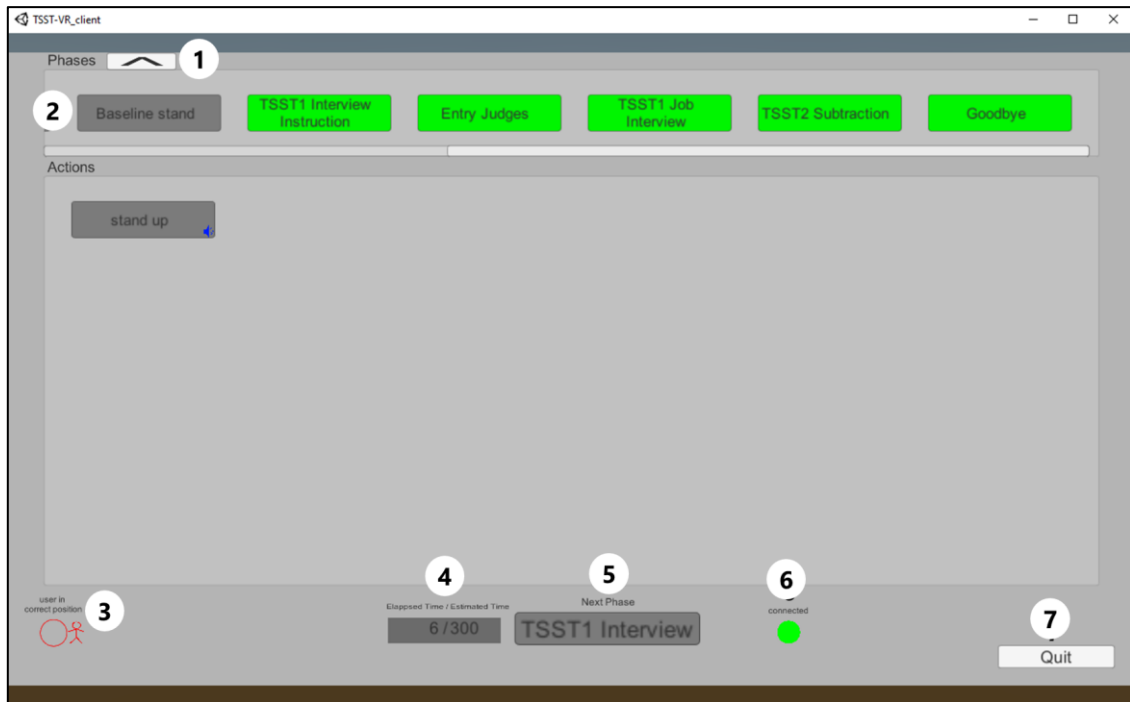 TSST-VR_client
Phases
1
2
Baseline stand
TSST1 Interview
Instruction
Entry Judges
TSST1 Job
Interview
TSST2 Subtraction
Goodbye
Actions
stand up
user in
correct position
3
4
Elappsed Time / Estimated Time
6 / 300
5
Next Phase
TSST1 Interview
6
connected
7
Quit